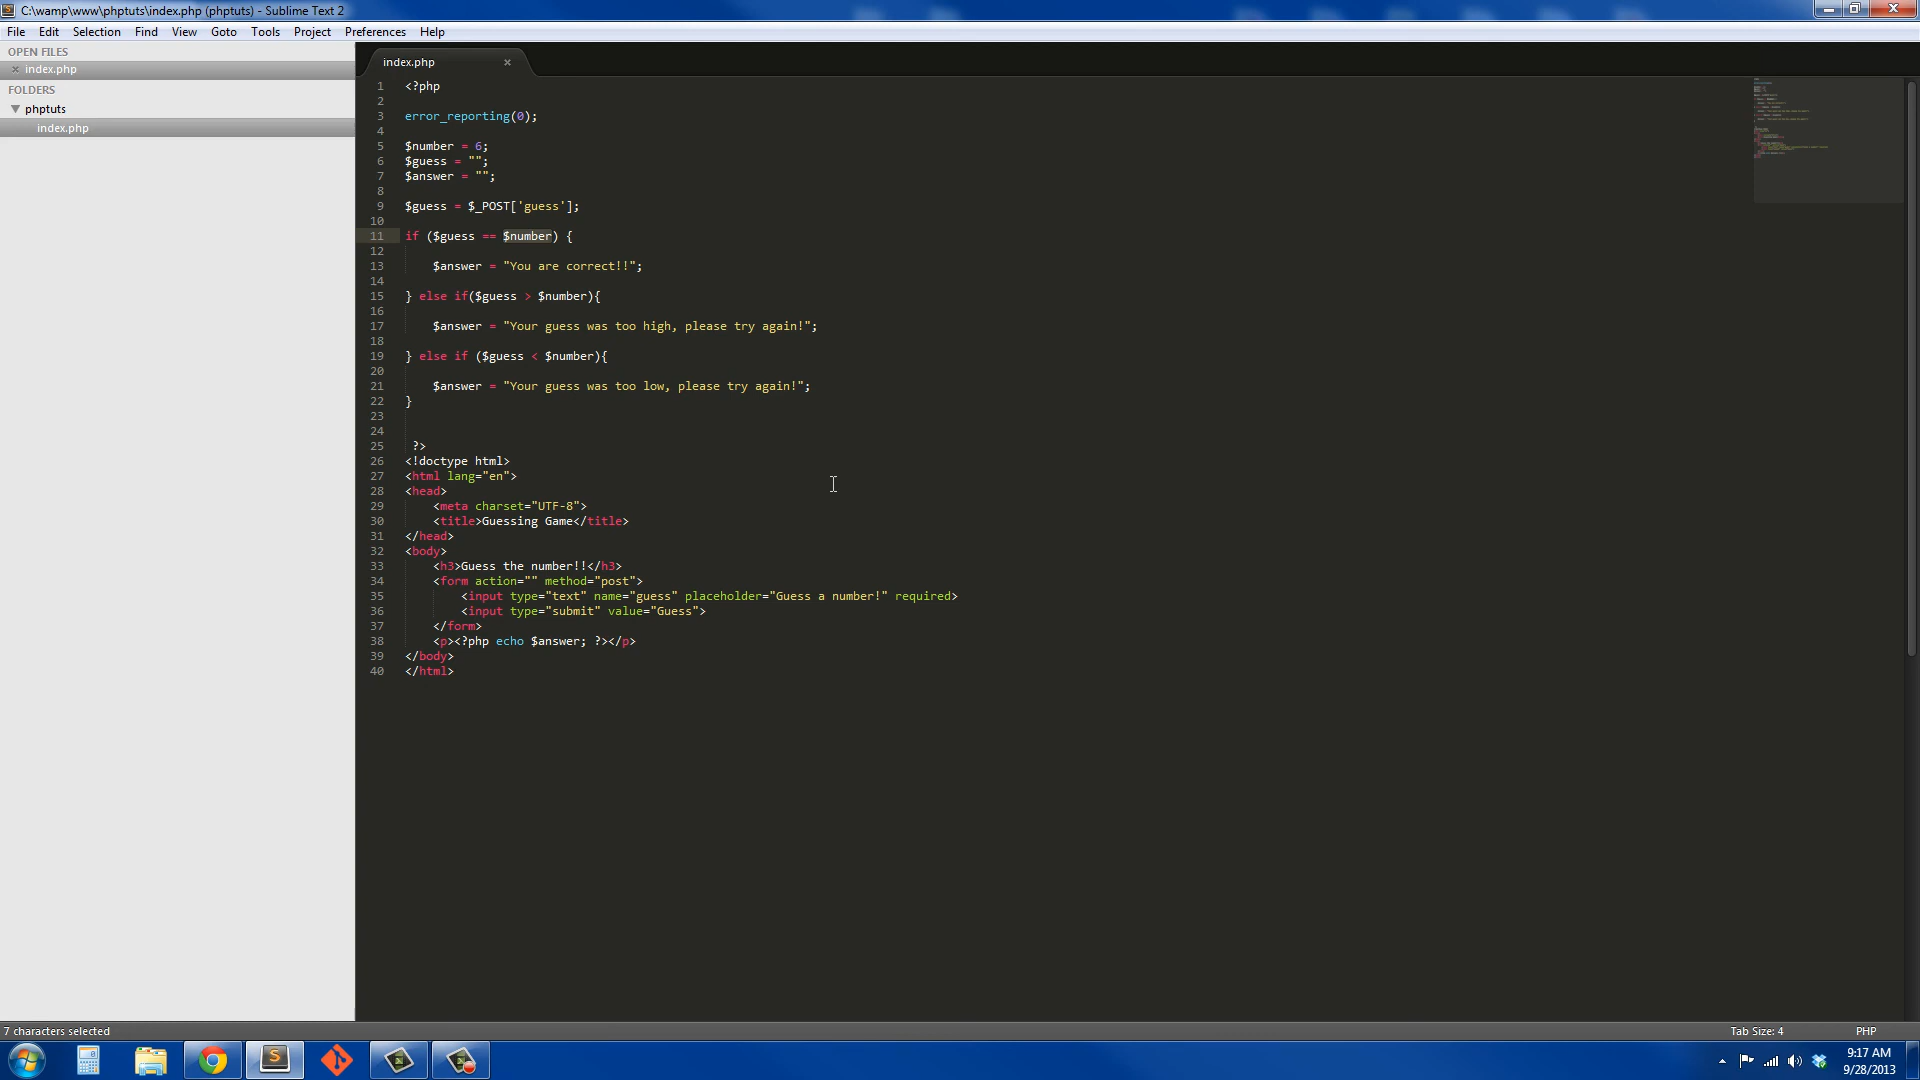 C:\wamp\www\phptuts\index.php (phptuts) - Sublime Text 2
File Edit Selection Find View Goto Tools Project Preferences Help
OPEN FILES
index.php
FOLDERS
phptuts
index.php
index.php
1 <?php
2
3 error_reporting(0);
4
5 $number = 6;
6 $guess = "";
7 $answer = "";
8
9 $guess = $_POST['guess'];
10
11 if ($guess == $number) {
12
13 $answer = "You are correct!!";
14
15 } else if($guess > $number){
16
17 $answer = "Your guess was too high, please try again!";
18
19 } else if ($guess < $number){
20
21 $answer = "Your guess was too low, please try again!";
22 }
23
24
25 ?>
26 <!doctype html>
27 <html lang="en">
28 <head>
29 <meta charset="UTF-8">
30 <title>Guessing Game</title>
31 </head>
32 <body>
33 <h3>Guess the number!!</h3>
34 <form action="" method="post">
35 <input type="text" name="guess" placeholder="Guess a number!" required>
36 <input type="submit" value="Guess">
37 </form>
38 <p><?php echo $answer; ?></p>
39 </body>
40 </html>
7 characters selected
Tab Size: 4
PHP
9:17 AM
9/28/2013